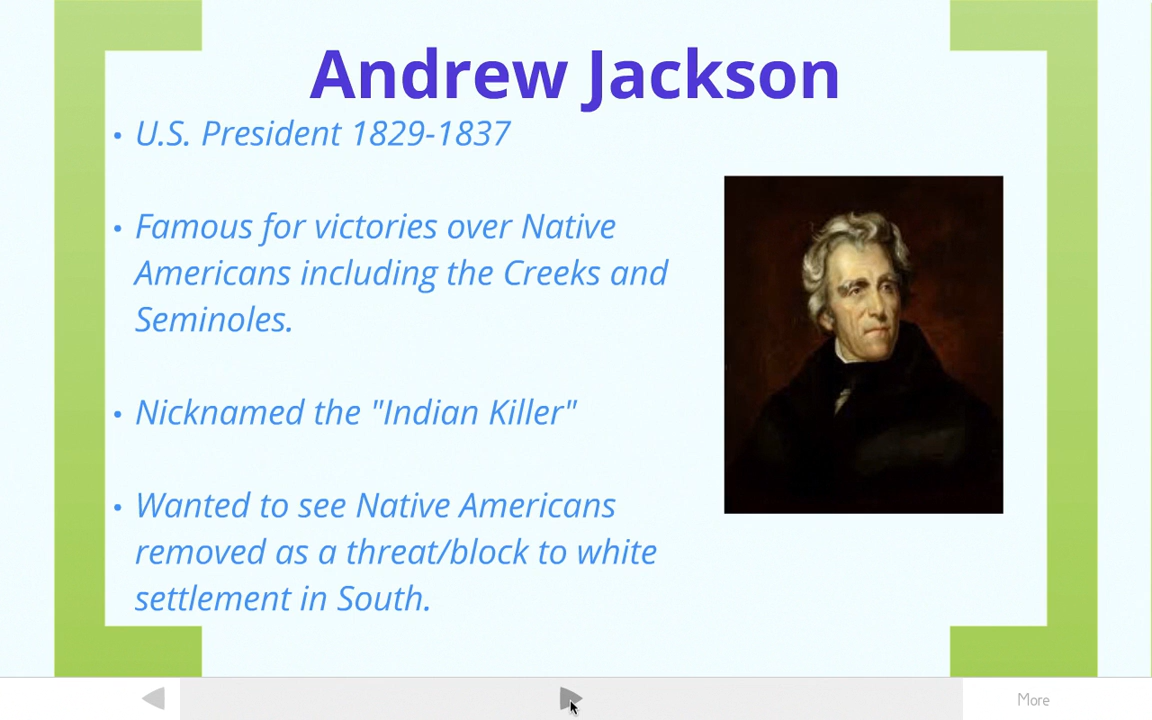 Andrew Jackson
• U.S. President 1829-1837
• Famous for victories over Native
Americans including the Creeks and
Seminoles.
• Nicknamed the "Indian Killer"
• Wanted to see Native Americans
removed as a threat/block to white
settlement in South.
More